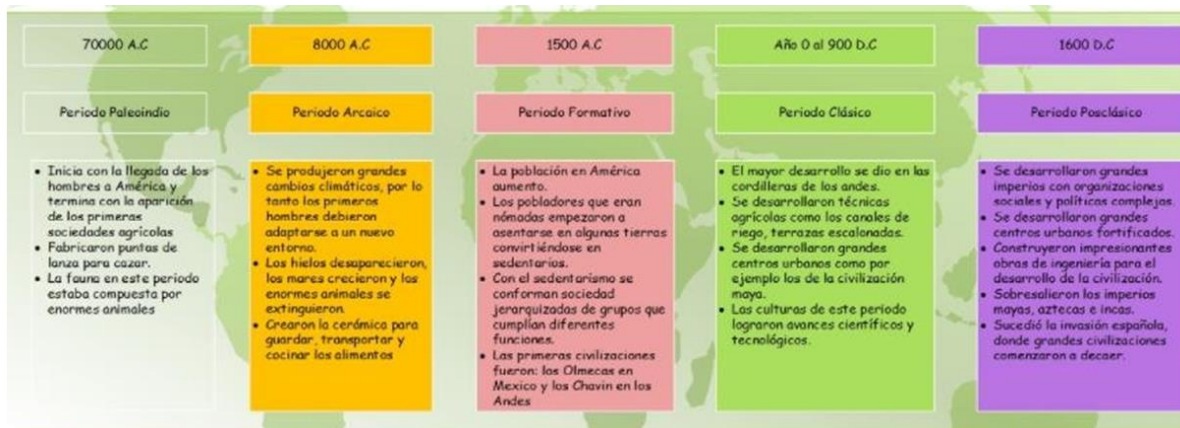 70000 A.C
8000 A.C
1500 A.C
Año 0 al 900 D.C
1600 D.C
Periodo Paleoindio
Periodo Arcaico
Periodo Formativo
Periodo Clásico
Periodo Posclásico
• Inicia con la llegada de los
hombres a América y
termina con la aparición
de los primeras
sociedades agrícolas
• Fabricaron puntas de
lanza para cazar.
• La fauna en este periodo
estaba compuesta por
enormes animales
• Se produjeron grandes
cambios climáticos, por lo
tanto los primeros
hombres debieron
adaptarse a un nuevo
entorno.
• Los hielos desaparecieron,
los mares crecieron y los
enormes animales se
extinguieron.
• Crearon la cerámica para
guardar, transportar y
cocinar los alimentos
• La población en América
aumento.
• Los pobladores que eran
nómadas empezaron a
asentarse en algunas tierras
convirtiéndose en
sedentarios.
• Con el sedentarismo se
conforman sociedad
jerarquizadas de grupos que
cumplían diferentes
funciones.
• Las primeras civilizaciones
fueron: los Olmecas en
Mexico y los Chavin en los
Andes
• El mayor desarrollo se dio en las
cordilleras de los andes.
• Se desarrollaron técnicas
agrícolas como los canales de
riego, terrazas escalonadas.
• Se desarrollaron grandes
centros urbanos como por
ejemplo los de civilización
maya.
• Las culturas de este periodo
lograron avances científicos y
tecnológicos.
• Se desarrollaron grandes
imperios con organizaciones
sociales y políticas complejas.
• Se desarrollaron grandes
centros urbanos fortificados.
• Construyeron impresionantes
obras de ingeniería para el
desarrollo de la civilización.
• Sobresalieron los imperios
mayas, aztecas e incas.
• Sucedió la invasión española,
donde grandes civilizaciones
comenzaron a decaer.